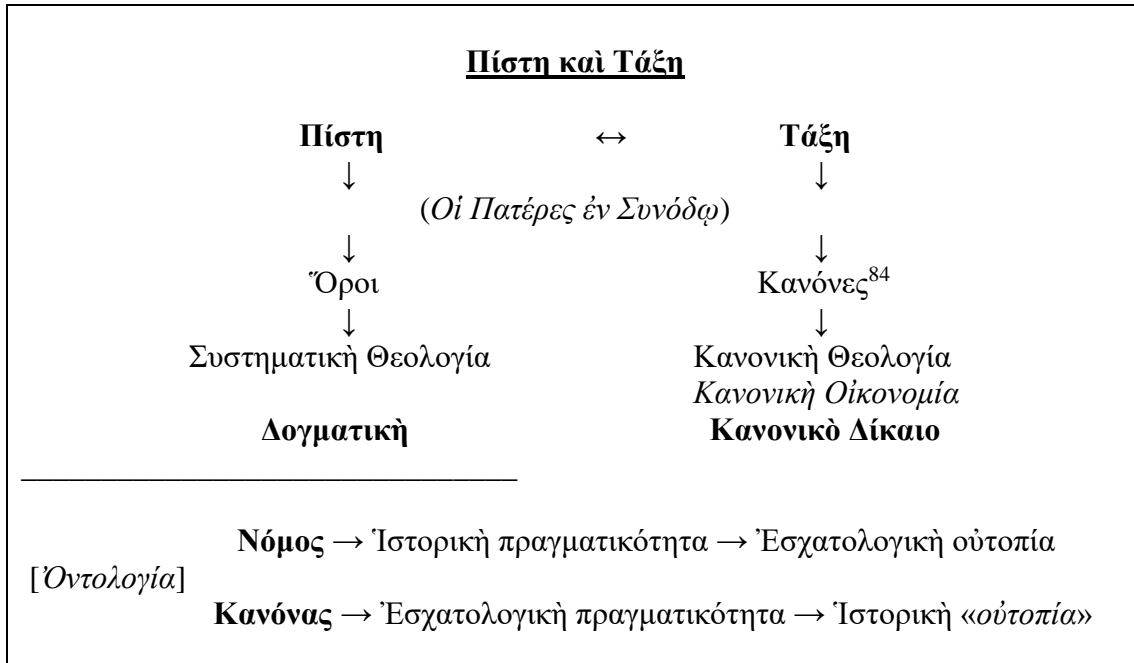 Πίστη καὶ Τάξη
Πίστη ↔ Τάξη
↓ ↓
(Οἱ Πατέρες ἐν Συνόδῳ)
↓ ↓
Ὅροι Κανόνες84
↓ ↓
Συστηματικὴ Θεολογία Κανονικὴ Θεολογία
Κανονικὴ Οἰκονομία
Δογματικὴ Κανονικὸ Δίκαιο
Νόμος → Ἱστορικὴ πραγματικότητα → Ἐσχατολογικὴ οὐτοπία
[Ὀντολογία]
Κανόνας → Ἐσχατολογικὴ πραγματικότητα → Ἱστορικὴ «οὐτοπία»